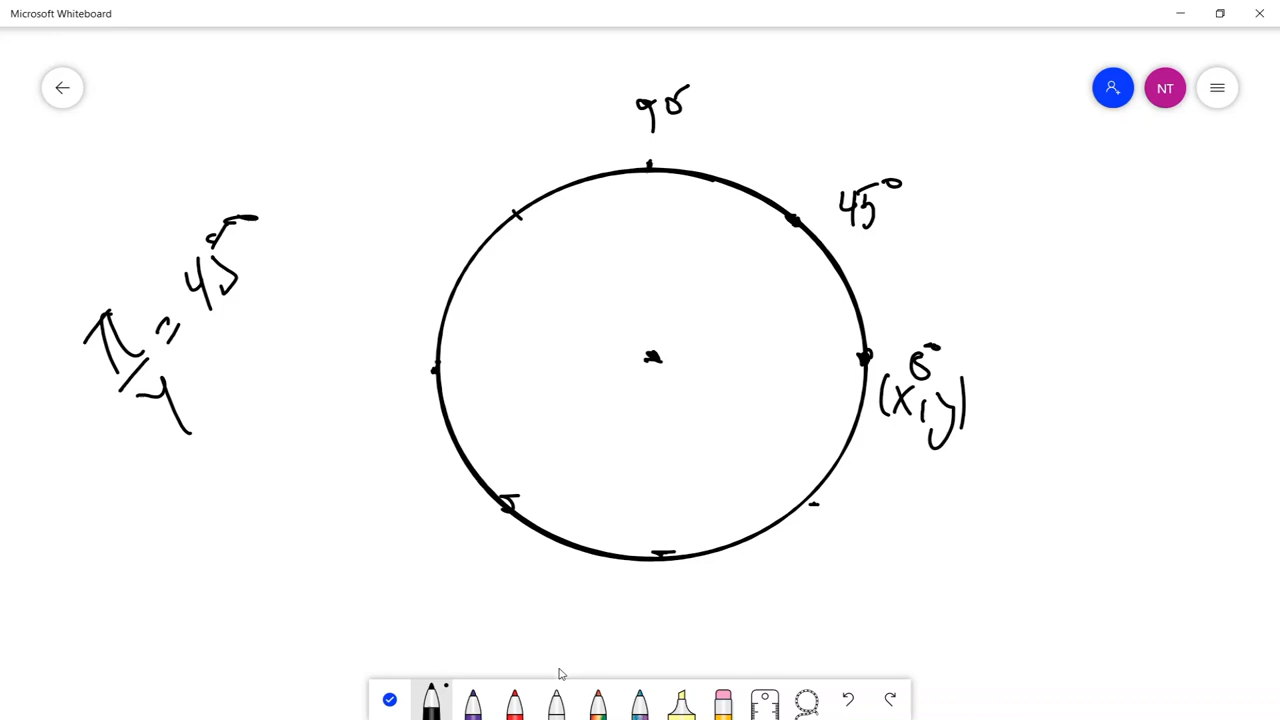 Microsoft Whiteboard
NT
90°
45°
π/4 = 45°
0°
(x,y)